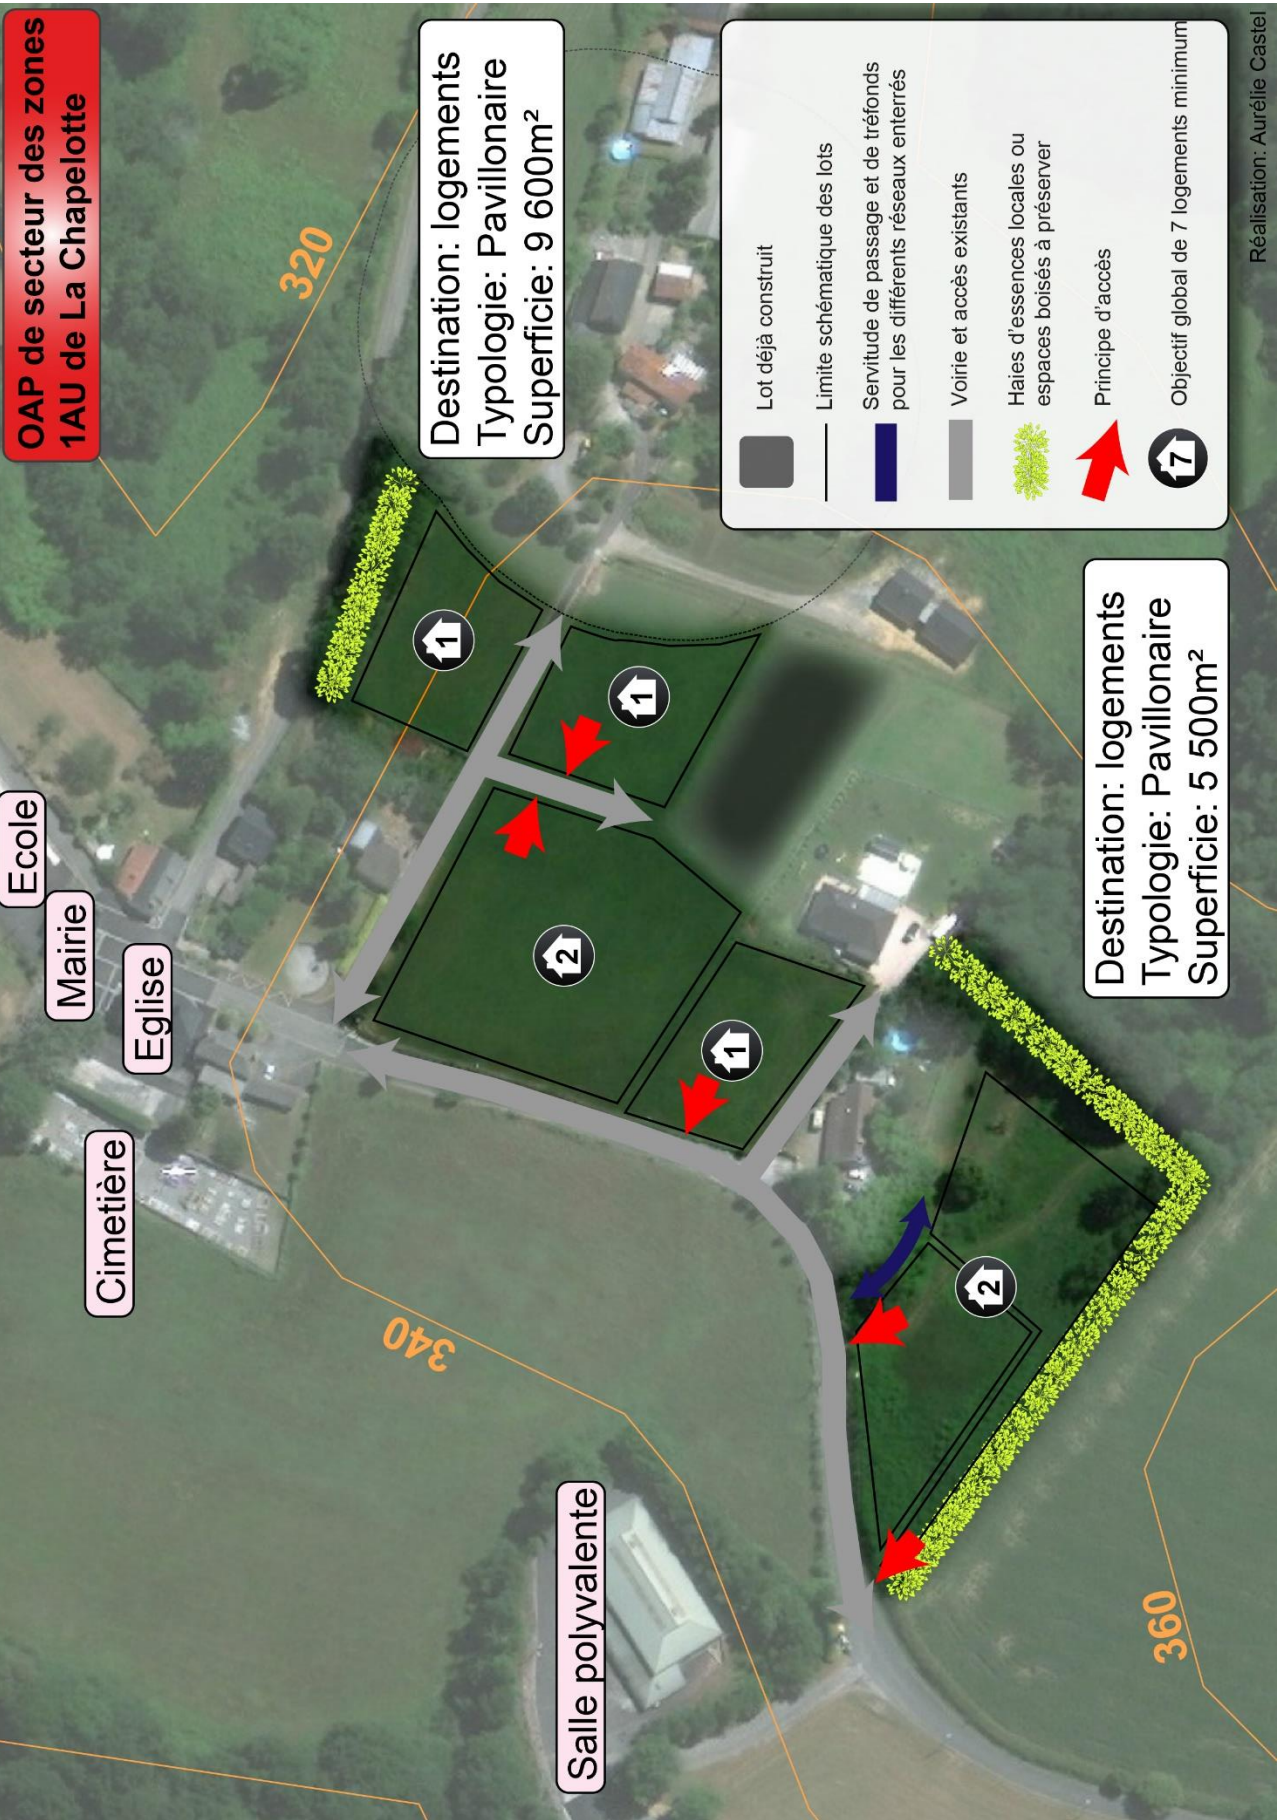 OAP de secteur des zones
1AU de La Chapelotte
Ecole
Mairie
Eglise
Cimetière
Salle polyvalente
320
340
360
Destination: logements
Typologie: Pavillonaire
Superficie: 9 600m²
Destination: logements
Typologie: Pavillonaire
Superficie: 5 500m²
1
1
2
1
2
Lot déjà construit
Limite schématique des lots
Servitude de passage et de tréfonds
pour les différents réseaux enterrés
Voirie et accès existants
Haies d'essences locales ou
espaces boisés à préserver
Principe d'accès
7
Objectif global de 7 logements minimum
Réalisation: Aurélie Castel